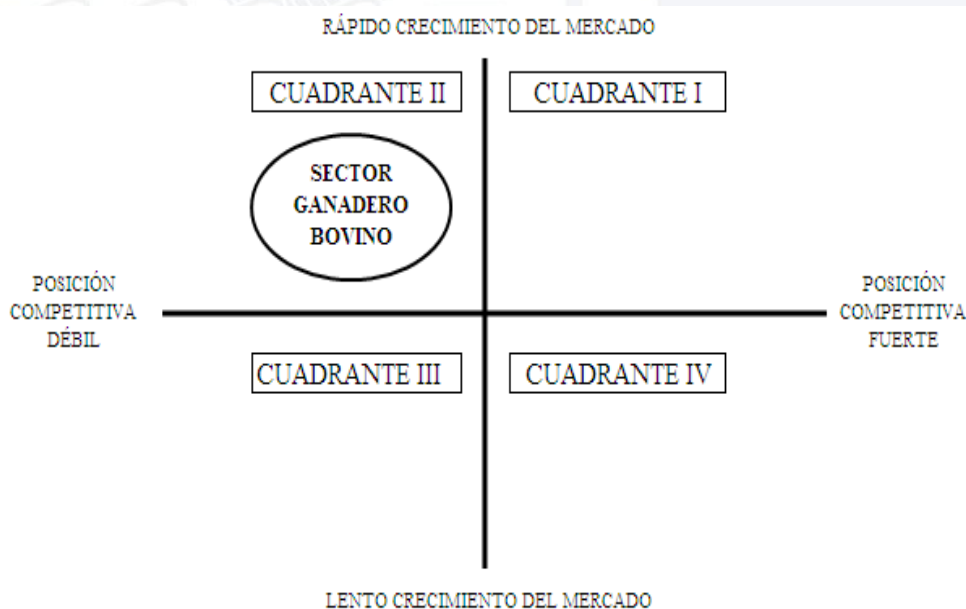 RÁPIDO CRECIMIENTO DEL MERCADO
CUADRANTE II
CUADRANTE I
SECTOR
GANADERO
BOVINO
POSICIÓN
COMPETITIVA
DÉBIL
POSICIÓN
COMPETITIVA
FUERTE
CUADRANTE III
CUADRANTE IV
LENTO CRECIMIENTO DEL MERCADO